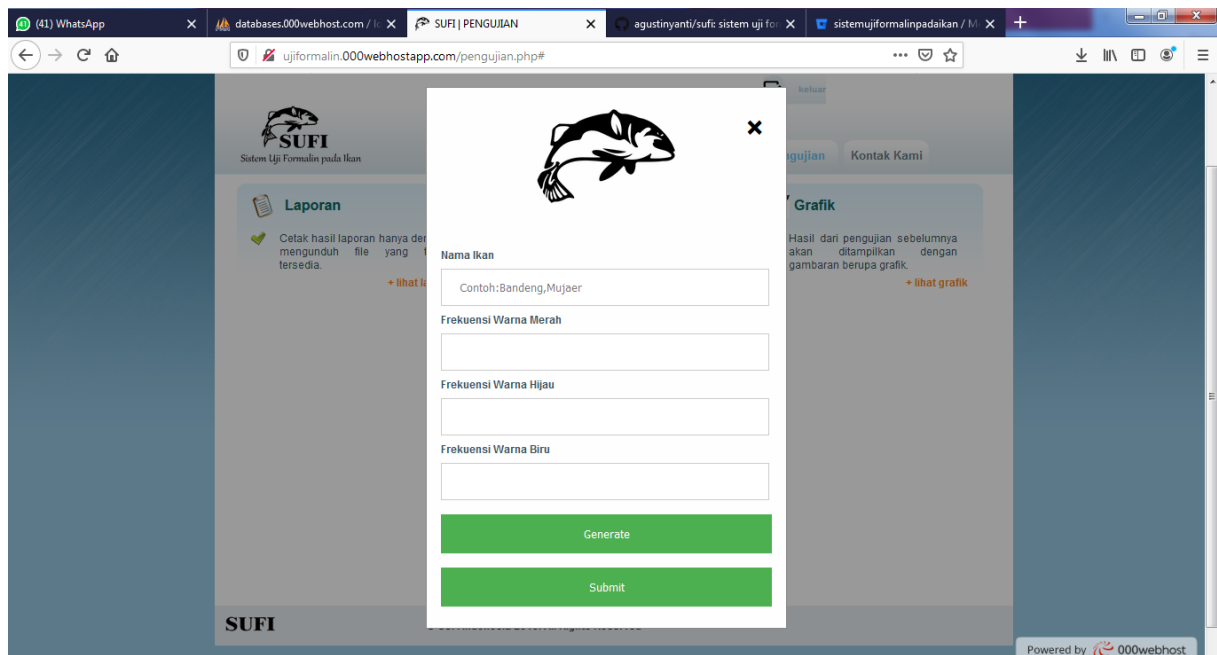 (41) WhatsApp
databases.000webhost.com / lo
SUFI | PENGUJIAN
agustinyanti/sufi: sistem uji for
sistemujiformalinpadaikan / M
ujiformalin.000webhostapp.com/pengujian.php#
keluar
SUFI
Sistem Uji Formalin pada Ikan
ngujian
Kontak Kami
Laporan
Cetak hasil laporan hanya den
mengunduh file yang t
tersedia.
+ lihat la
Nama Ikan
Contoh:Bandeng,Mujaer
Frekuensi Warna Merah
Frekuensi Warna Hijau
Frekuensi Warna Biru
Generate
Submit
Grafik
Hasil dari pengujian sebelumnya
akan ditampilkan dengan
gambaran berupa grafik.
+ lihat grafik
SUFI
Powered by 000webhost